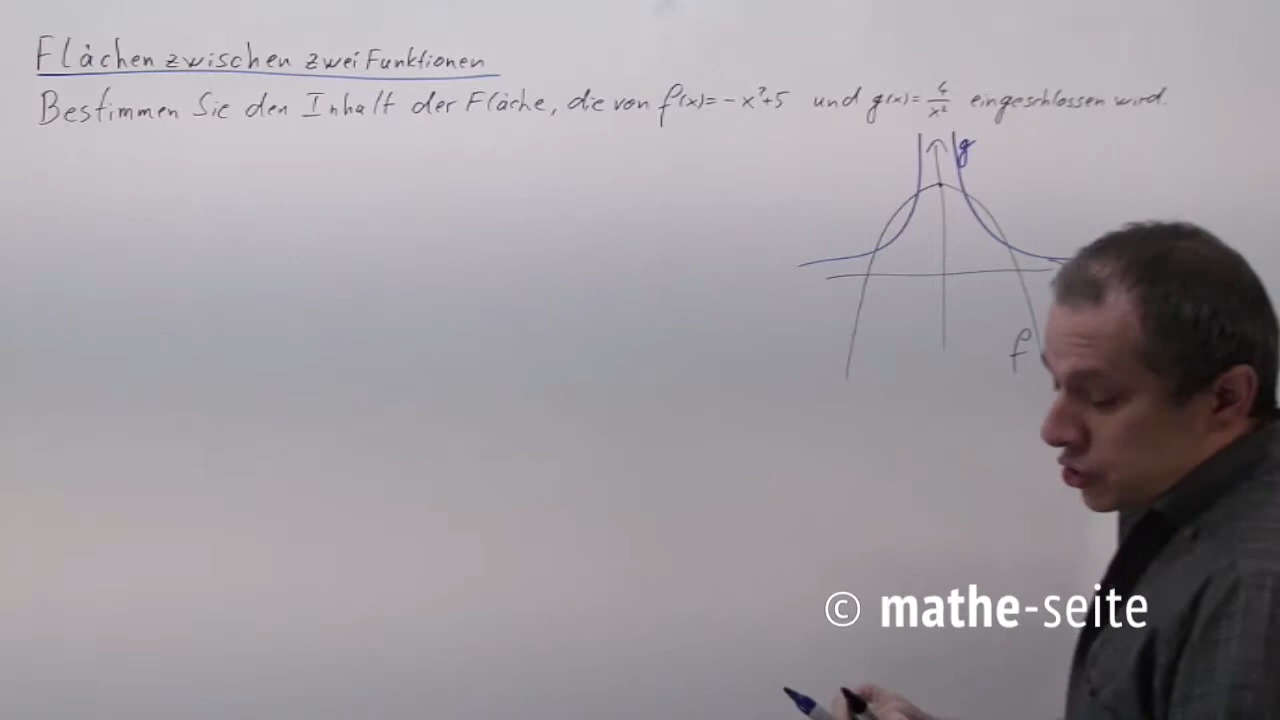 Flächen zwischen zwei Funktionen
Bestimmen Sie den Inhalt der Fläche, die von f(x)=-x²+5 und g(x)=4/x² eingeschlossen wird.
g
f
© mathe-seite